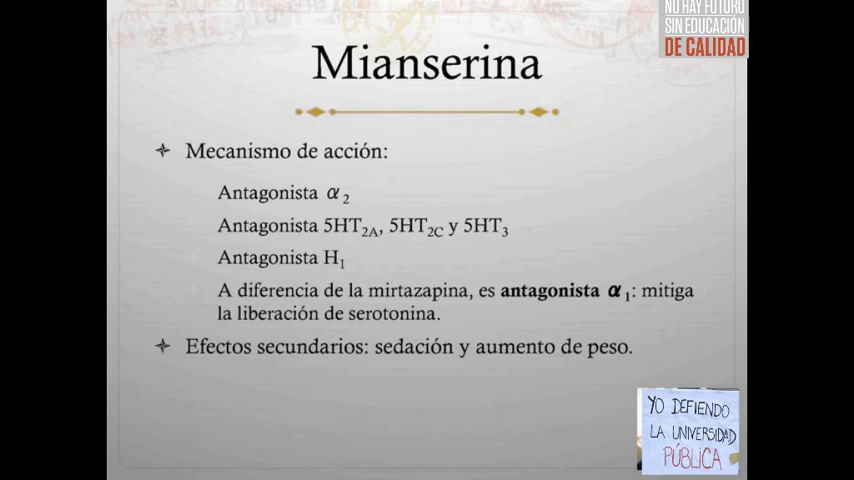 NO HAY FUTURO
SIN EDUCACIÓN
DE CALIDAD
Mianserina
Mecanismo de acción:
Antagonista α2
Antagonista 5HT2A, 5HT2C y 5HT3
Antagonista H1
A diferencia de la mirtazapina, es antagonista α1: mitiga
la liberación de serotonina.
Efectos secundarios: sedación y aumento de peso.
YO DEFIENDO
LA UNIVERSIDAD
PÚBLICA